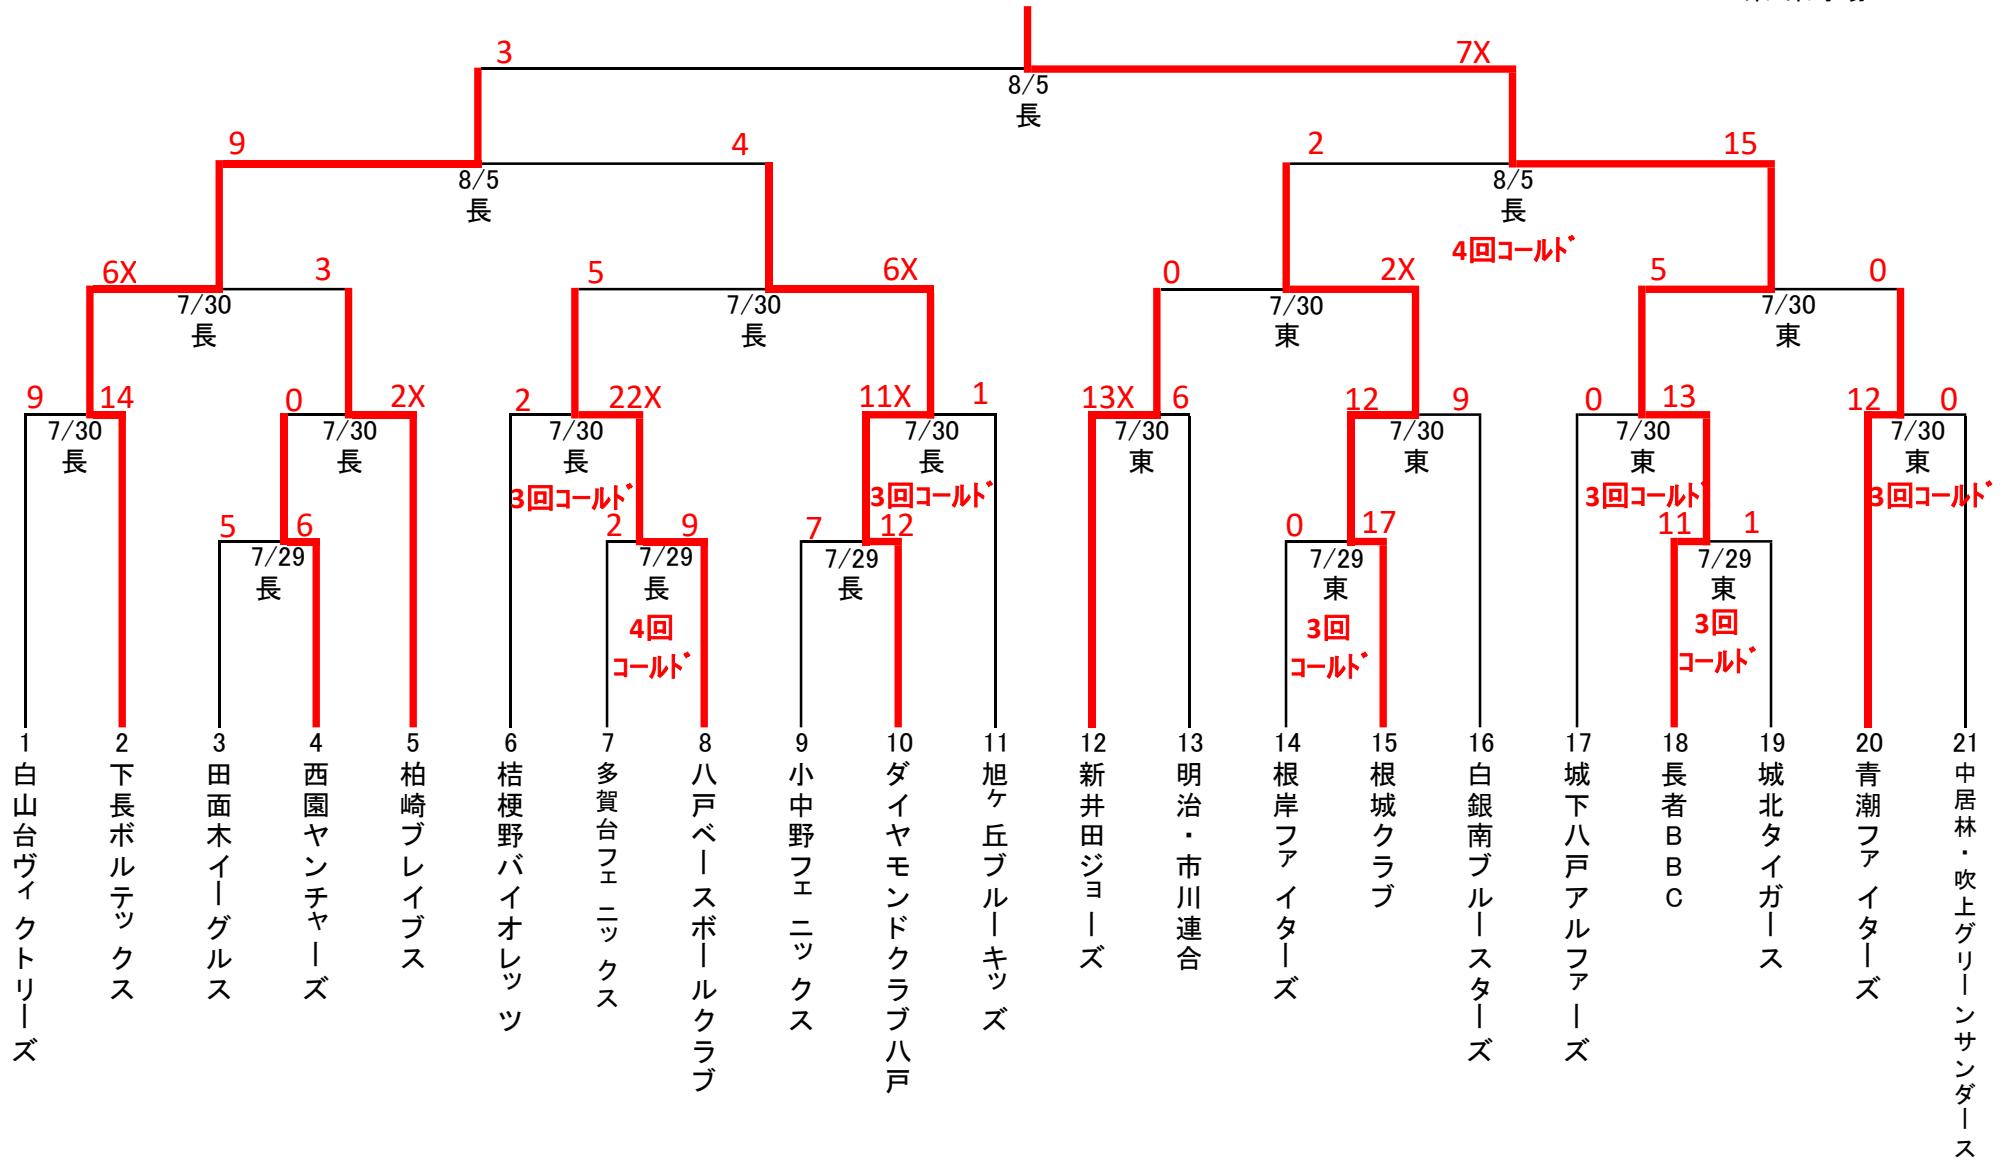 3 7X
8/5
長
9 4 2 15
8/5 8/5
長 長
4回コールド
6X 3 5 6X 0 2X 5 0
7/30 7/30 7/30 7/30
長 長 東 東
9 14 0 2X 2 22X 11X 1 13X 6 12 9 0 13 12 0
7/30 7/30 7/30 7/30 7/30 7/30 7/30 7/30
長 長 長 長 東 東 東 東
3回コールド 3回コールド 3回コールド 3回コールド
5 6 2 9 7 12 0 17 11 1
7/29 7/29 7/29 7/29 7/29
長 長 長 東 東
4回 3回 3回
コールド コールド コールド
1 2 3 4 5 6 7 8 9 10 11 12 13 14 15 16 17 18 19 20 21
白山台ヴィクトリーズ
下長ボルテックス
田面木イーグルス
西園ヤンチャーズ
柏崎ブレイブス
桔梗野バイオレッツ
多賀台フェニックス
八戸ベースボールクラブ
小中野フェニックス
ダイヤモンドクラブ八戸
旭ヶ丘ブルーキッズ
新井田ジョーズ
明治・市川連合
根岸ファイターズ
根城クラブ
白銀南ブルースターズ
城下八戸アルファーズ
長者BBC
城北タイガース
青潮ファイターズ
中居林・吹上グリーンサンダース